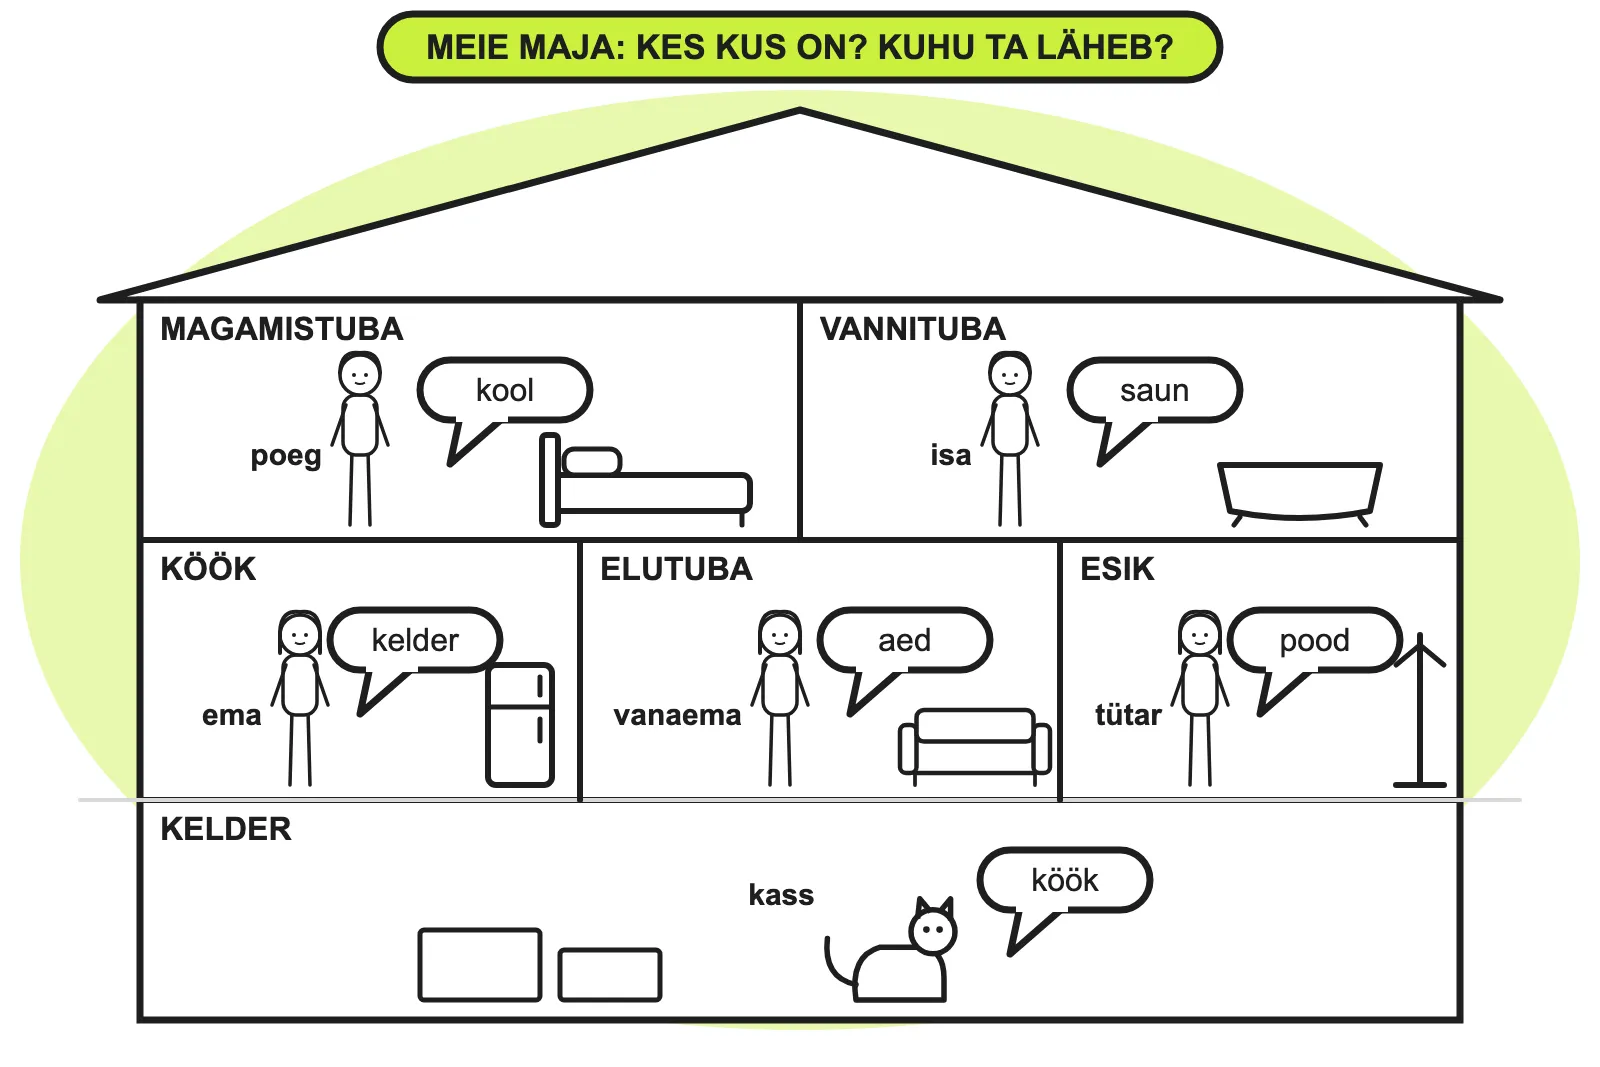 MEIE MAJA: KES KUS ON? KUHU TA LÄHEB?
MAGAMISTUBA
kool
poeg
VANNITUBA
saun
isa
KÖÖK
kelder
ema
ELUTUBA
aed
vanaema
ESIK
pood
tütar
KELDER
köök
kass